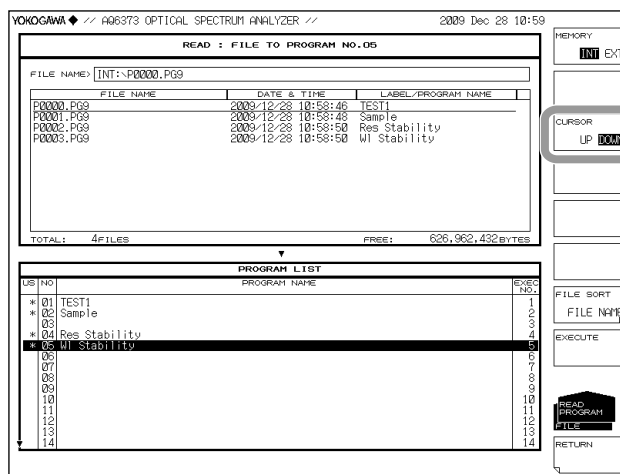 YOKOGAWA ◆ // AQ6373 OPTICAL SPECTRUM ANALYZER // 2009 Dec 28 10:59
READ : FILE TO PROGRAM NO.05
FILE NAME> INT:\P0000.PG9
FILE NAME DATE & TIME LABEL/PROGRAM NAME
P0000.PG9 2009/12/28 10:58:46 TEST1
P0001.PG9 2009/12/28 10:58:48 Sample
P0002.PG9 2009/12/28 10:58:50 Res Stability
P0003.PG9 2009/12/28 10:58:50 Wl Stability
TOTAL: 4FILES FREE: 626,962,432BYTES
▼
PROGRAM LIST
US NO PROGRAM NAME EXEC NO.
* 01 TEST1 1
* 02 Sample 2
03 3
* 04 Res Stability 4
* 05 Wl Stability 5
06 6
07 7
08 8
09 9
10 10
11 11
12 12
13 13
14 14
MEMORY
INT EXT
CURSOR
UP DOWN
FILE SORT
FILE NAME
EXECUTE
READ
PROGRAM
FILE
RETURN